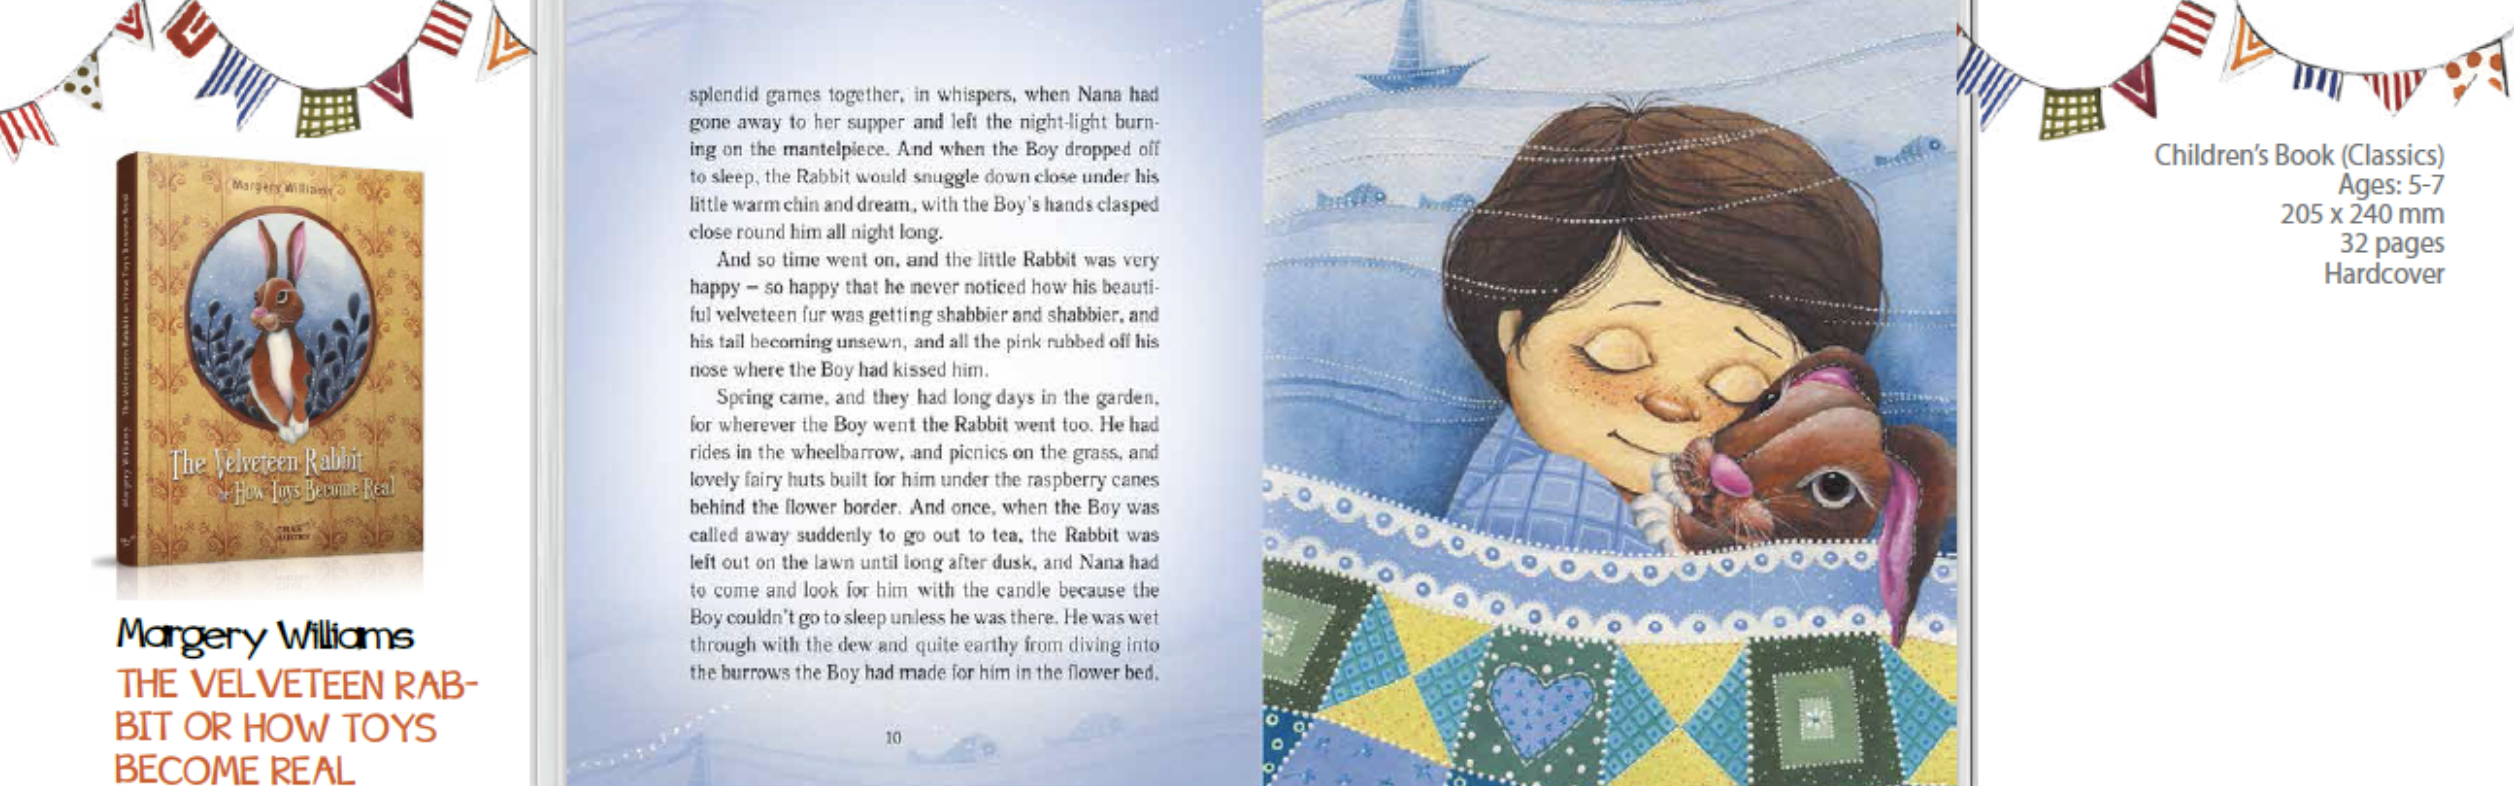 Margery Williams
The Velveteen Rabbit
or How Toys Become Real
Margery Williams
The Velveteen Rabbit or How Toys Become Real
Margery Williams
THE VELVETEEN RAB-
BIT OR HOW TOYS
BECOME REAL
splendid games together, in whispers, when Nana had
gone away to her supper and left the night-light burn-
ing on the mantelpiece. And when the Boy dropped off
to sleep, the Rabbit would snuggle down close under his
little warm chin and dream, with the Boy's hands clasped
close round him all night long.
And so time went on, and the little Rabbit was very
happy – so happy that he never noticed how his beauti-
ful velveteen fur was getting shabbier and shabbier, and
his tail becoming unsewn, and all the pink rubbed off his
nose where the Boy had kissed him.
Spring came, and they had long days in the garden,
for wherever the Boy went the Rabbit went too. He had
rides in the wheelbarrow, and picnics on the grass, and
lovely fairy huts built for him under the raspberry canes
behind the flower border. And once, when the Boy was
called away suddenly to go out to tea, the Rabbit was
left out on the lawn until long after dusk, and Nana had
to come and look for him with the candle because the
Boy couldn't go to sleep unless he was there. He was wet
through with the dew and quite earthy from diving into
the burrows the Boy had made for him in the flower bed,
10
Children's Book (Classics)
Ages: 5-7
205 x 240 mm
32 pages
Hardcover